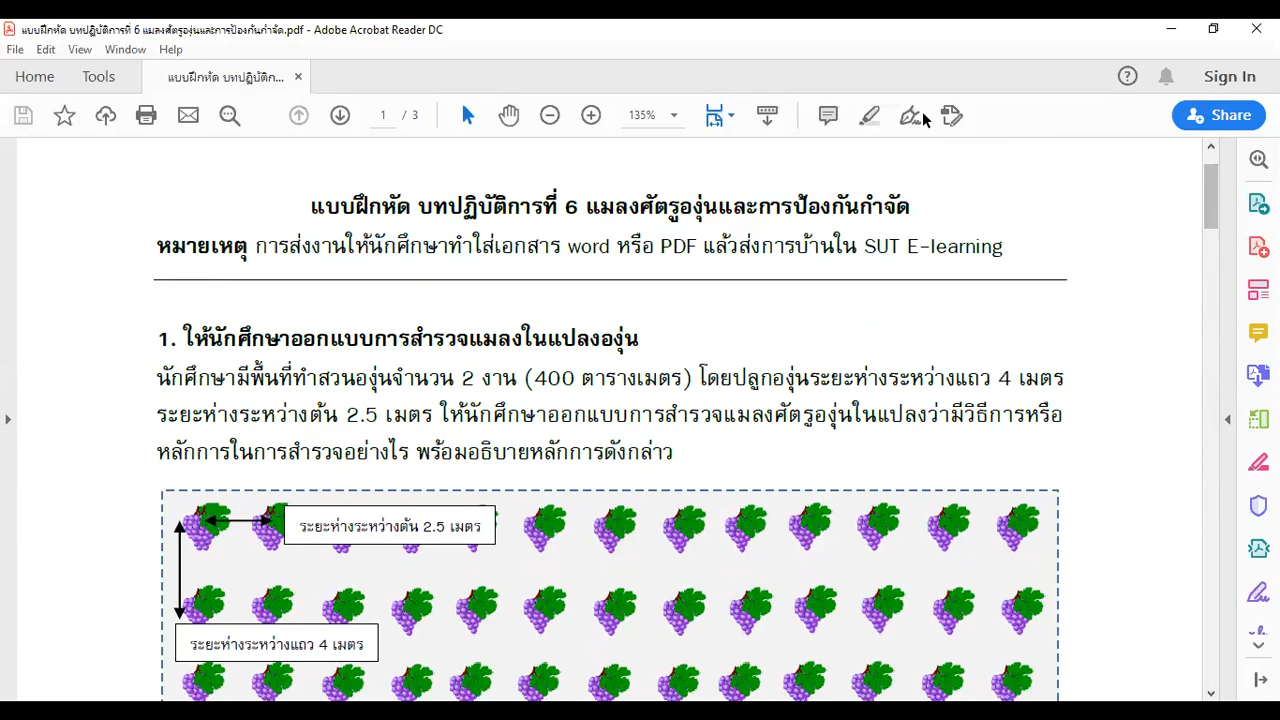 แบบฝึกหัด บทปฏิบัติการที่ 6 แมลงศัตรูองุ่นและการป้องกันกำจัด.pdf - Adobe Acrobat Reader DC
File Edit View Window Help
Home Tools แบบฝึกหัด บทปฏิบัติก... × Sign In
1 / 3 135% Share
แบบฝึกหัด บทปฏิบัติการที่ 6 แมลงศัตรูองุ่นและการป้องกันกำจัด
หมายเหตุ การส่งงานให้นักศึกษาทำใส่เอกสาร word หรือ PDF แล้วส่งการบ้านใน SUT E-learning
1. ให้นักศึกษาออกแบบการสำรวจแมลงในแปลงองุ่น
นักศึกษามีพื้นที่ทำสวนองุ่นจำนวน 2 งาน (400 ตารางเมตร) โดยปลูกองุ่นระยะห่างระหว่างแถว 4 เมตร
ระยะห่างระหว่างต้น 2.5 เมตร ให้นักศึกษาออกแบบการสำรวจแมลงศัตรูองุ่นในแปลงว่ามีวิธีการหรือ
หลักการในการสำรวจอย่างไร พร้อมอธิบายหลักการดังกล่าว
ระยะห่างระหว่างต้น 2.5 เมตร
ระยะห่างระหว่างแถว 4 เมตร